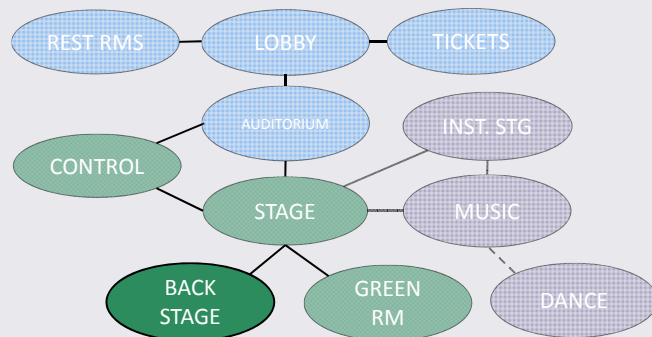 REST RMS
LOBBY
TICKETS
AUDITORIUM
INST. STG
CONTROL
STAGE
MUSIC
BACK
STAGE
GREEN
RM
DANCE